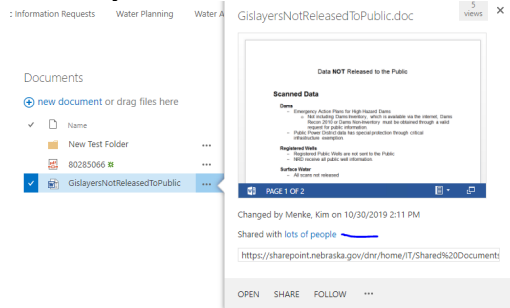 : Information Requests Water Planning Water A
GislayersNotReleasedToPublic.doc
5
views
Data NOT Released to the Public
Scanned Data
Dams
- Emergency Action Plans for High Hazard Dams
o Not including Dams Inventory, which is available via the internet, Dams
Recon 2010 or Dams Non-Inventory must be obtained through a valid
request for public information
- Public Power District data has special protection through critical
infrastructure exemption
Registered Wells
- Registered Public Wells are not sent to the Public
- NRD receive all public well information.
Surface Water
- All scans not released
PAGE 1 OF 2
Documents
new document or drag files here
Name
New Test Folder ...
80285066 ...
GislayersNotReleasedToPublic ...
Changed by Menke, Kim on 10/30/2019 2:11 PM
Shared with lots of people
https://sharepoint.nebraska.gov/dnr/home/IT/Shared%20Documents
OPEN SHARE FOLLOW ...